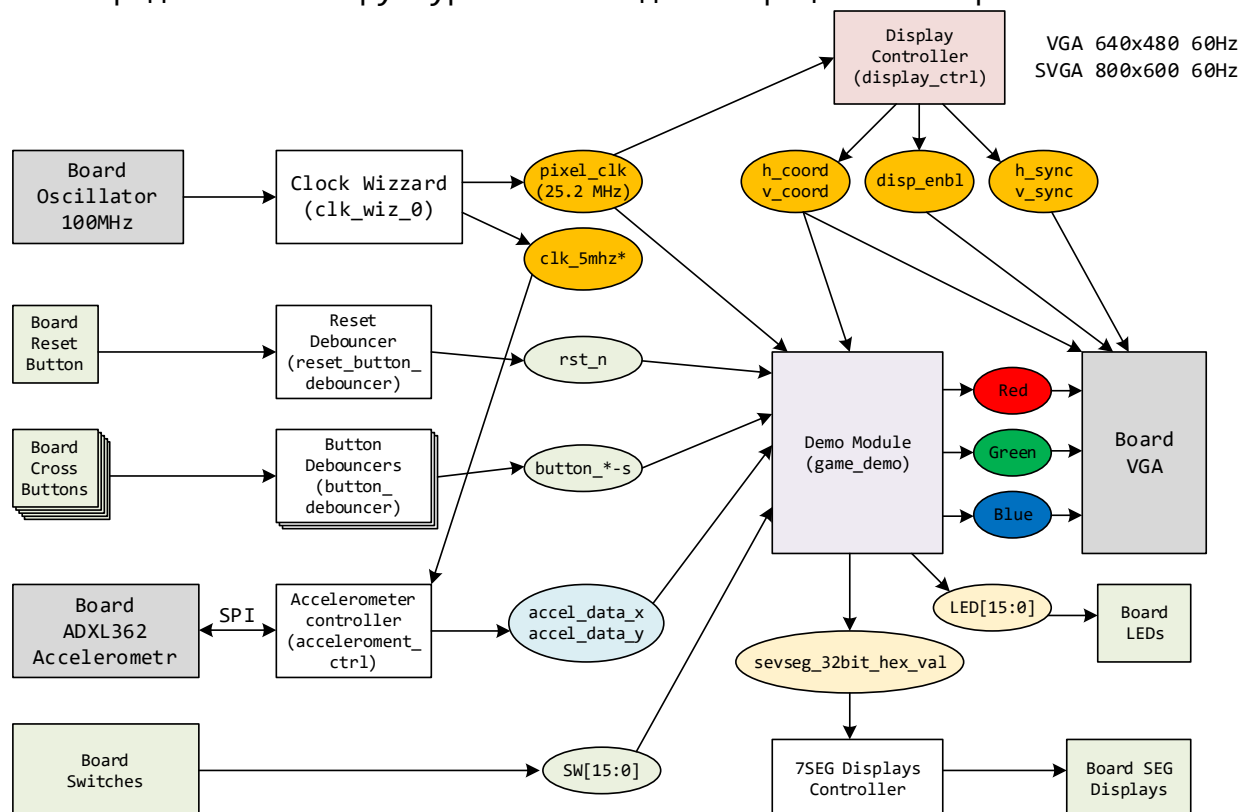 Display
Controller
(display_ctrl)
VGA 640x480 60Hz
SVGA 800x600 60Hz
Board
Oscillator
100MHz
Clock Wizzard
(clk_wiz_0)
pixel_clk
(25.2 MHz)
h_coord
v_coord
disp_enbl
h_sync
v_sync
clk_5mhz*
Board
Reset
Button
Reset
Debouncer
(reset_button_
debouncer)
rst_n
Board
Cross
Buttons
Button
Debouncers
(button_
debouncer)
button_*-s
Demo Module
(game_demo)
Red
Green
Blue
Board
VGA
Board
ADXL362
Accelerometr
SPI
Accelerometer
controller
(acceleroment_
ctrl)
accel_data_x
accel_data_y
LED[15:0]
Board
LEDs
sevseg_32bit_hex_val
Board
Switches
SW[15:0]
7SEG Displays
Controller
Board SEG
Displays